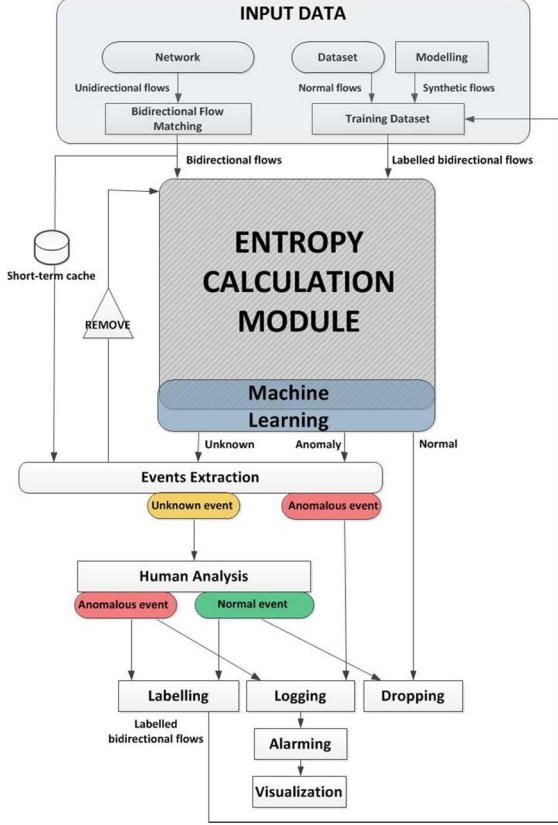 INPUT DATA
Network
Dataset
Modelling
Unidirectional flows
Normal flows
Synthetic flows
Bidirectional Flow
Matching
Training Dataset
Bidirectional flows
Labelled bidirectional flows
ENTROPY
CALCULATION
MODULE
Short-term cache
REMOVE
Machine
Learning
Unknown
Anomaly
Normal
Events Extraction
Unknown event
Anomalous event
Human Analysis
Anomalous event
Normal event
Labelling
Logging
Dropping
Labelled
bidirectional flows
Alarming
Visualization